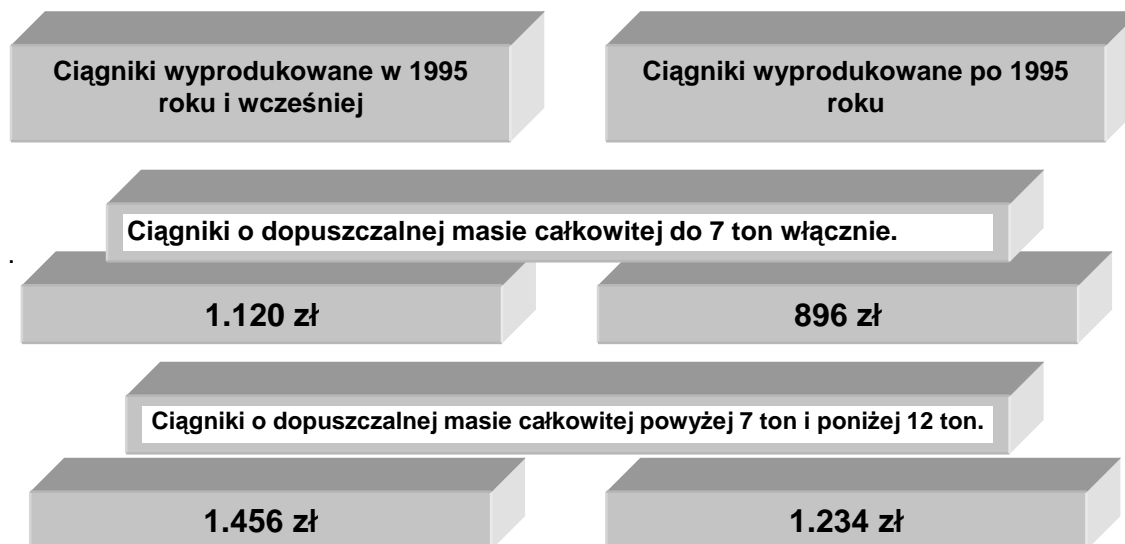 Ciągniki wyprodukowane w 1995
roku i wcześniej
Ciągniki wyprodukowane po 1995
roku
Ciągniki o dopuszczalnej masie całkowitej do 7 ton włącznie.
.
1.120 zł
896 zł
Ciągniki o dopuszczalnej masie całkowitej powyżej 7 ton i poniżej 12 ton.
1.456 zł
1.234 zł